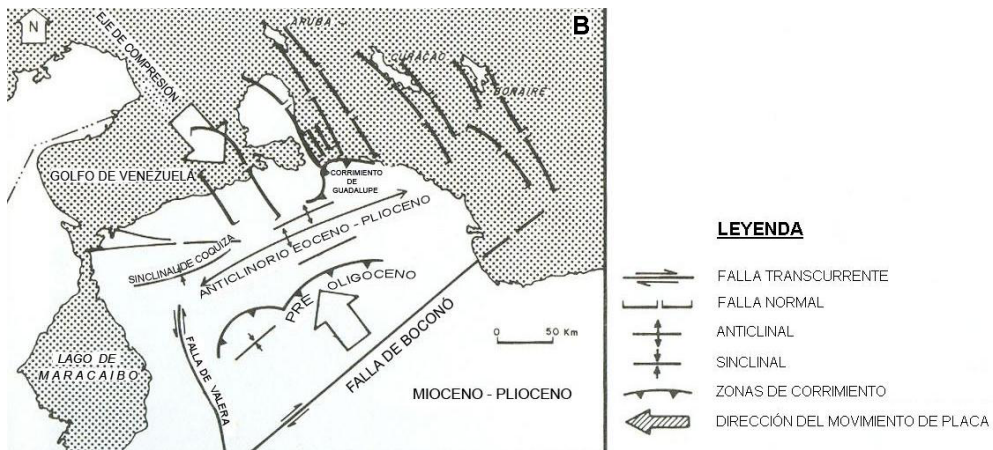 B
N
ARUBA
CURAÇAO
BONAIRE
EJE DE COMPRESIÓN
GOLFO DE VENEZUELA
CORRIMIENTO
DE
GUADALUPE
SINCLINAL DE COQUIZA
ANTICLINORIO EOCENO - PLIOCENO
PRE OLIGOCENO
LAGO DE
MARACAIBO
FALLA DE VALERA
FALLA DE BOCONÓ
0 50 Km
MIOCENO - PLIOCENO
LEYENDA
FALLA TRANSCURRENTE
FALLA NORMAL
ANTICLINAL
SINCLINAL
ZONAS DE CORRIMIENTO
DIRECCIÓN DEL MOVIMIENTO DE PLACA